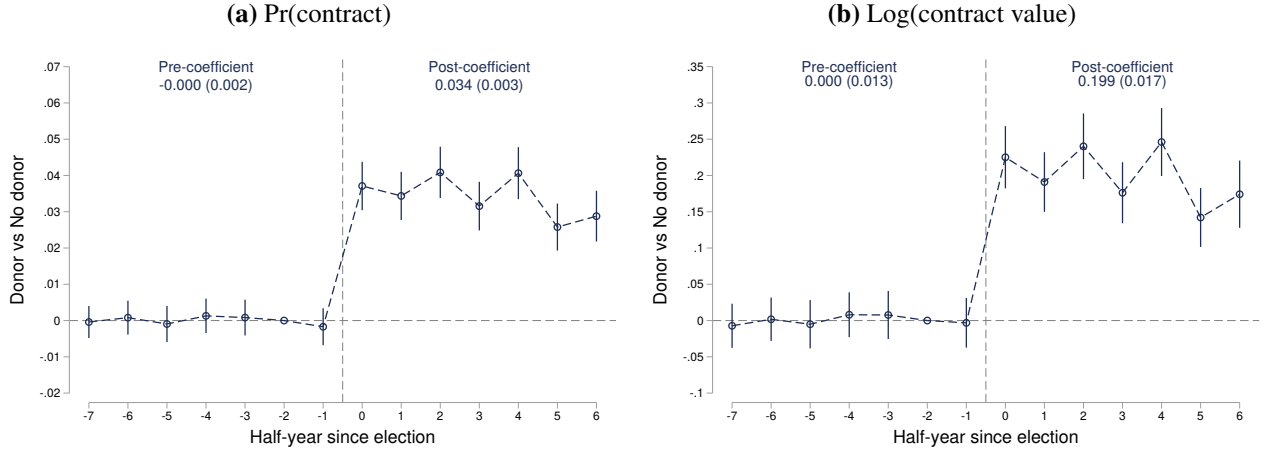 (a) Pr(contract)
Pre-coefficient
-0.000 (0.002)
Post-coefficient
0.034 (0.003)
Donor vs No donor
.07
.06
.05
.04
.03
.02
.01
0
-.01
-.02
-7 -6 -5 -4 -3 -2 -1 0 1 2 3 4 5 6
Half-year since election
(b) Log(contract value)
Pre-coefficient
0.000 (0.013)
Post-coefficient
0.199 (0.017)
Donor vs No donor
.35
.3
.25
.2
.15
.1
.05
0
-.05
-.1
-7 -6 -5 -4 -3 -2 -1 0 1 2 3 4 5 6
Half-year since election